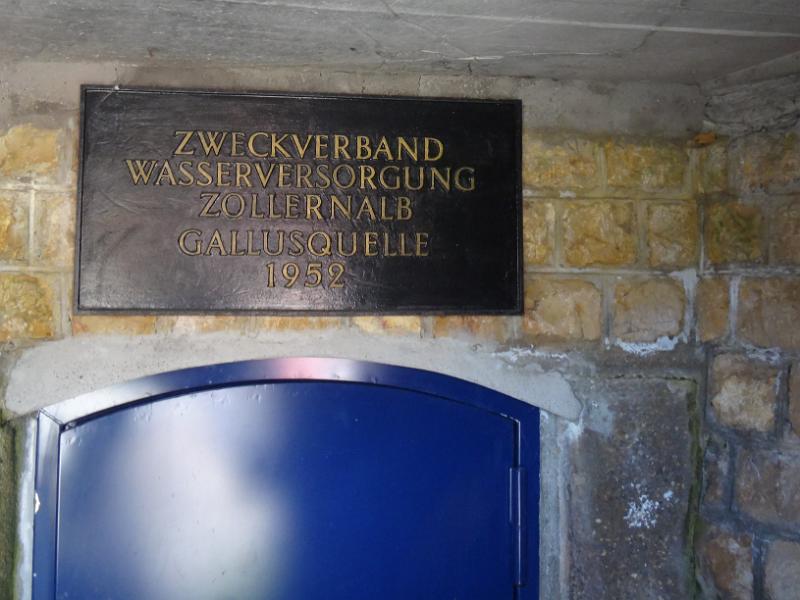 ZWECKVERBAND
WASSERVERSORGUNG
ZOLLERNALB
GALLUSQUELLE
1952